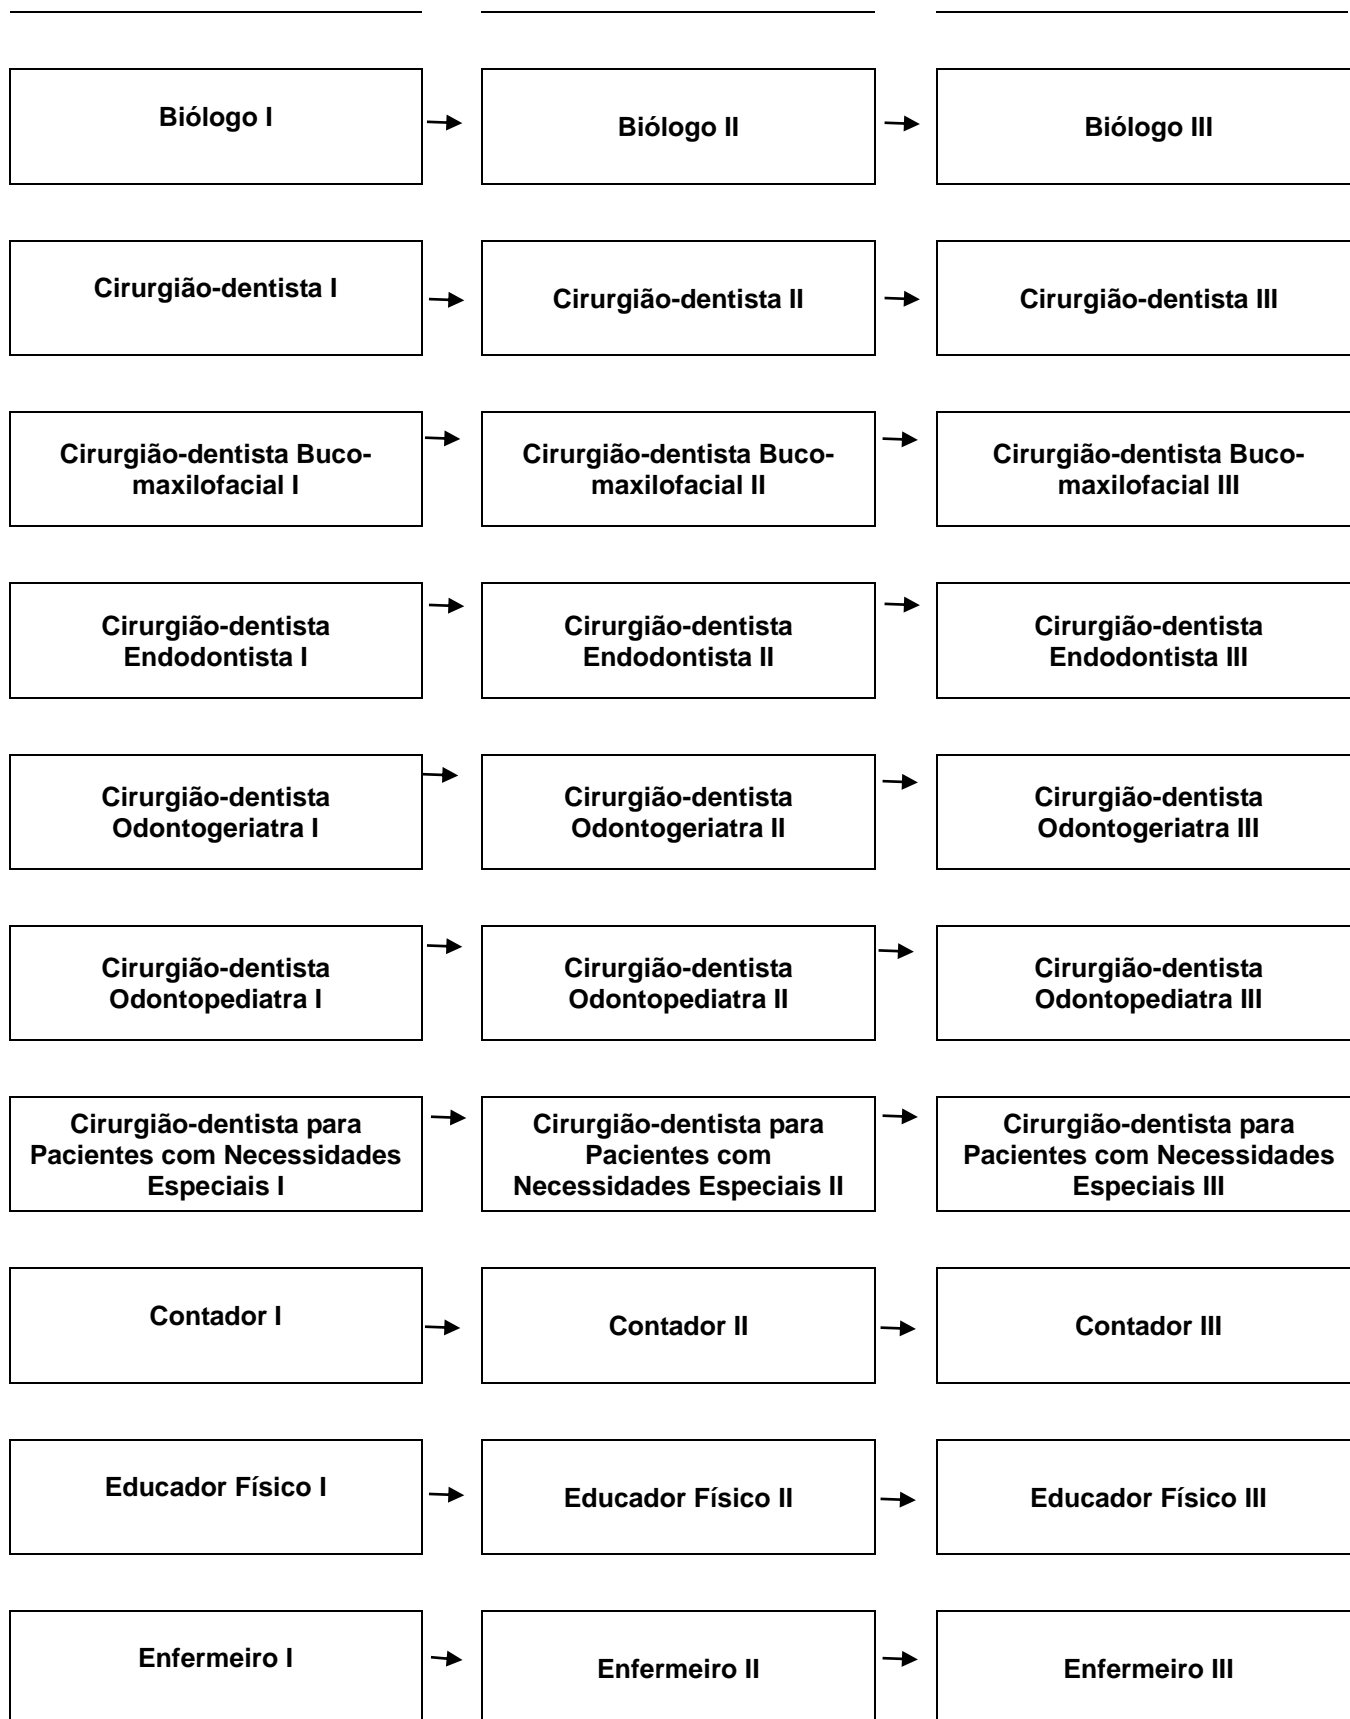 Biólogo I
Biólogo II
Biólogo III
Cirurgião-dentista I
Cirurgião-dentista II
Cirurgião-dentista III
Cirurgião-dentista Buco-
maxilofacial I
Cirurgião-dentista Buco-
maxilofacial II
Cirurgião-dentista Buco-
maxilofacial III
Cirurgião-dentista
Endodontista I
Cirurgião-dentista
Endodontista II
Cirurgião-dentista
Endodontista III
Cirurgião-dentista
Odontogeriatra I
Cirurgião-dentista
Odontogeriatra II
Cirurgião-dentista
Odontogeriatra III
Cirurgião-dentista
Odontopediatra I
Cirurgião-dentista
Odontopediatra II
Cirurgião-dentista
Odontopediatra III
Cirurgião-dentista para
Pacientes com Necessidades
Especiais I
Cirurgião-dentista para
Pacientes com
Necessidades Especiais II
Cirurgião-dentista para
Pacientes com Necessidades
Especiais III
Contador I
Contador II
Contador III
Educador Físico I
Educador Físico II
Educador Físico III
Enfermeiro I
Enfermeiro II
Enfermeiro III